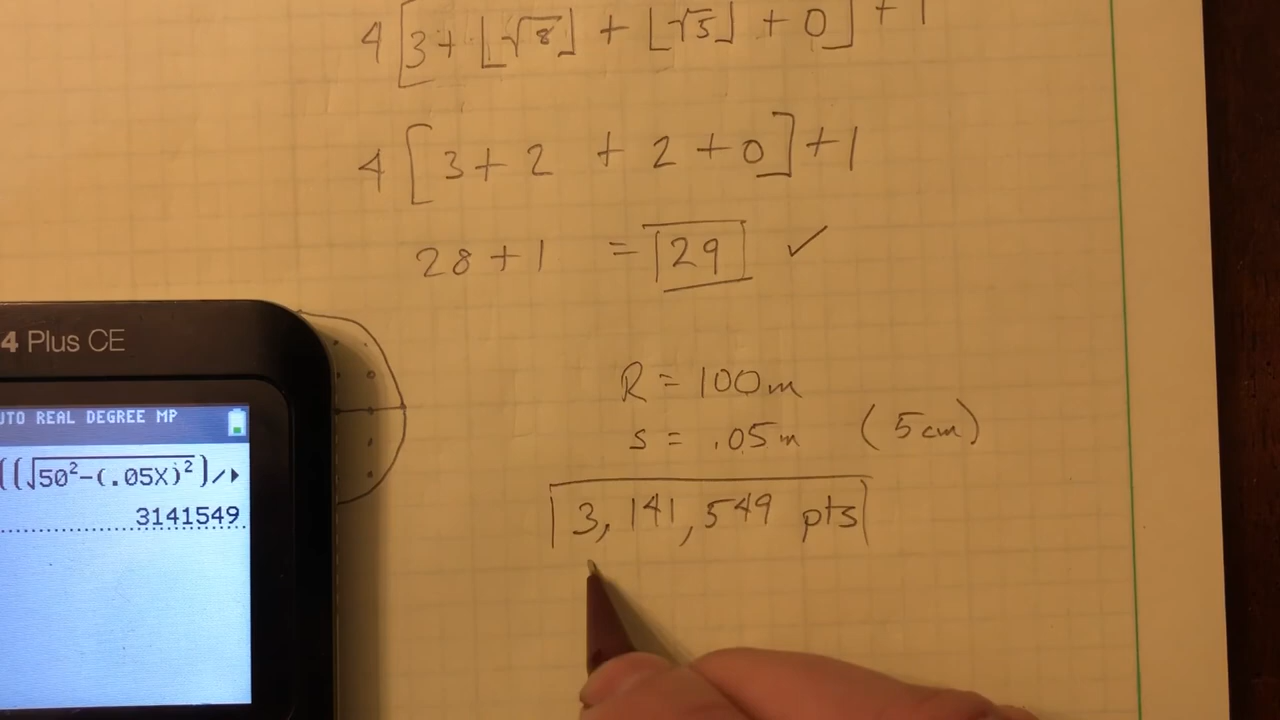 4[3+⌊√8⌋ + ⌊√5⌋ + 0] + 1
4[3+2 + 2+0]+1
28+1 = 29 ✓
4 Plus CE
UTO REAL DEGREE MP
((√50²-(.05X)²)/
3141549
R = 100m
s = .05m (5cm)
3,141,549 pts